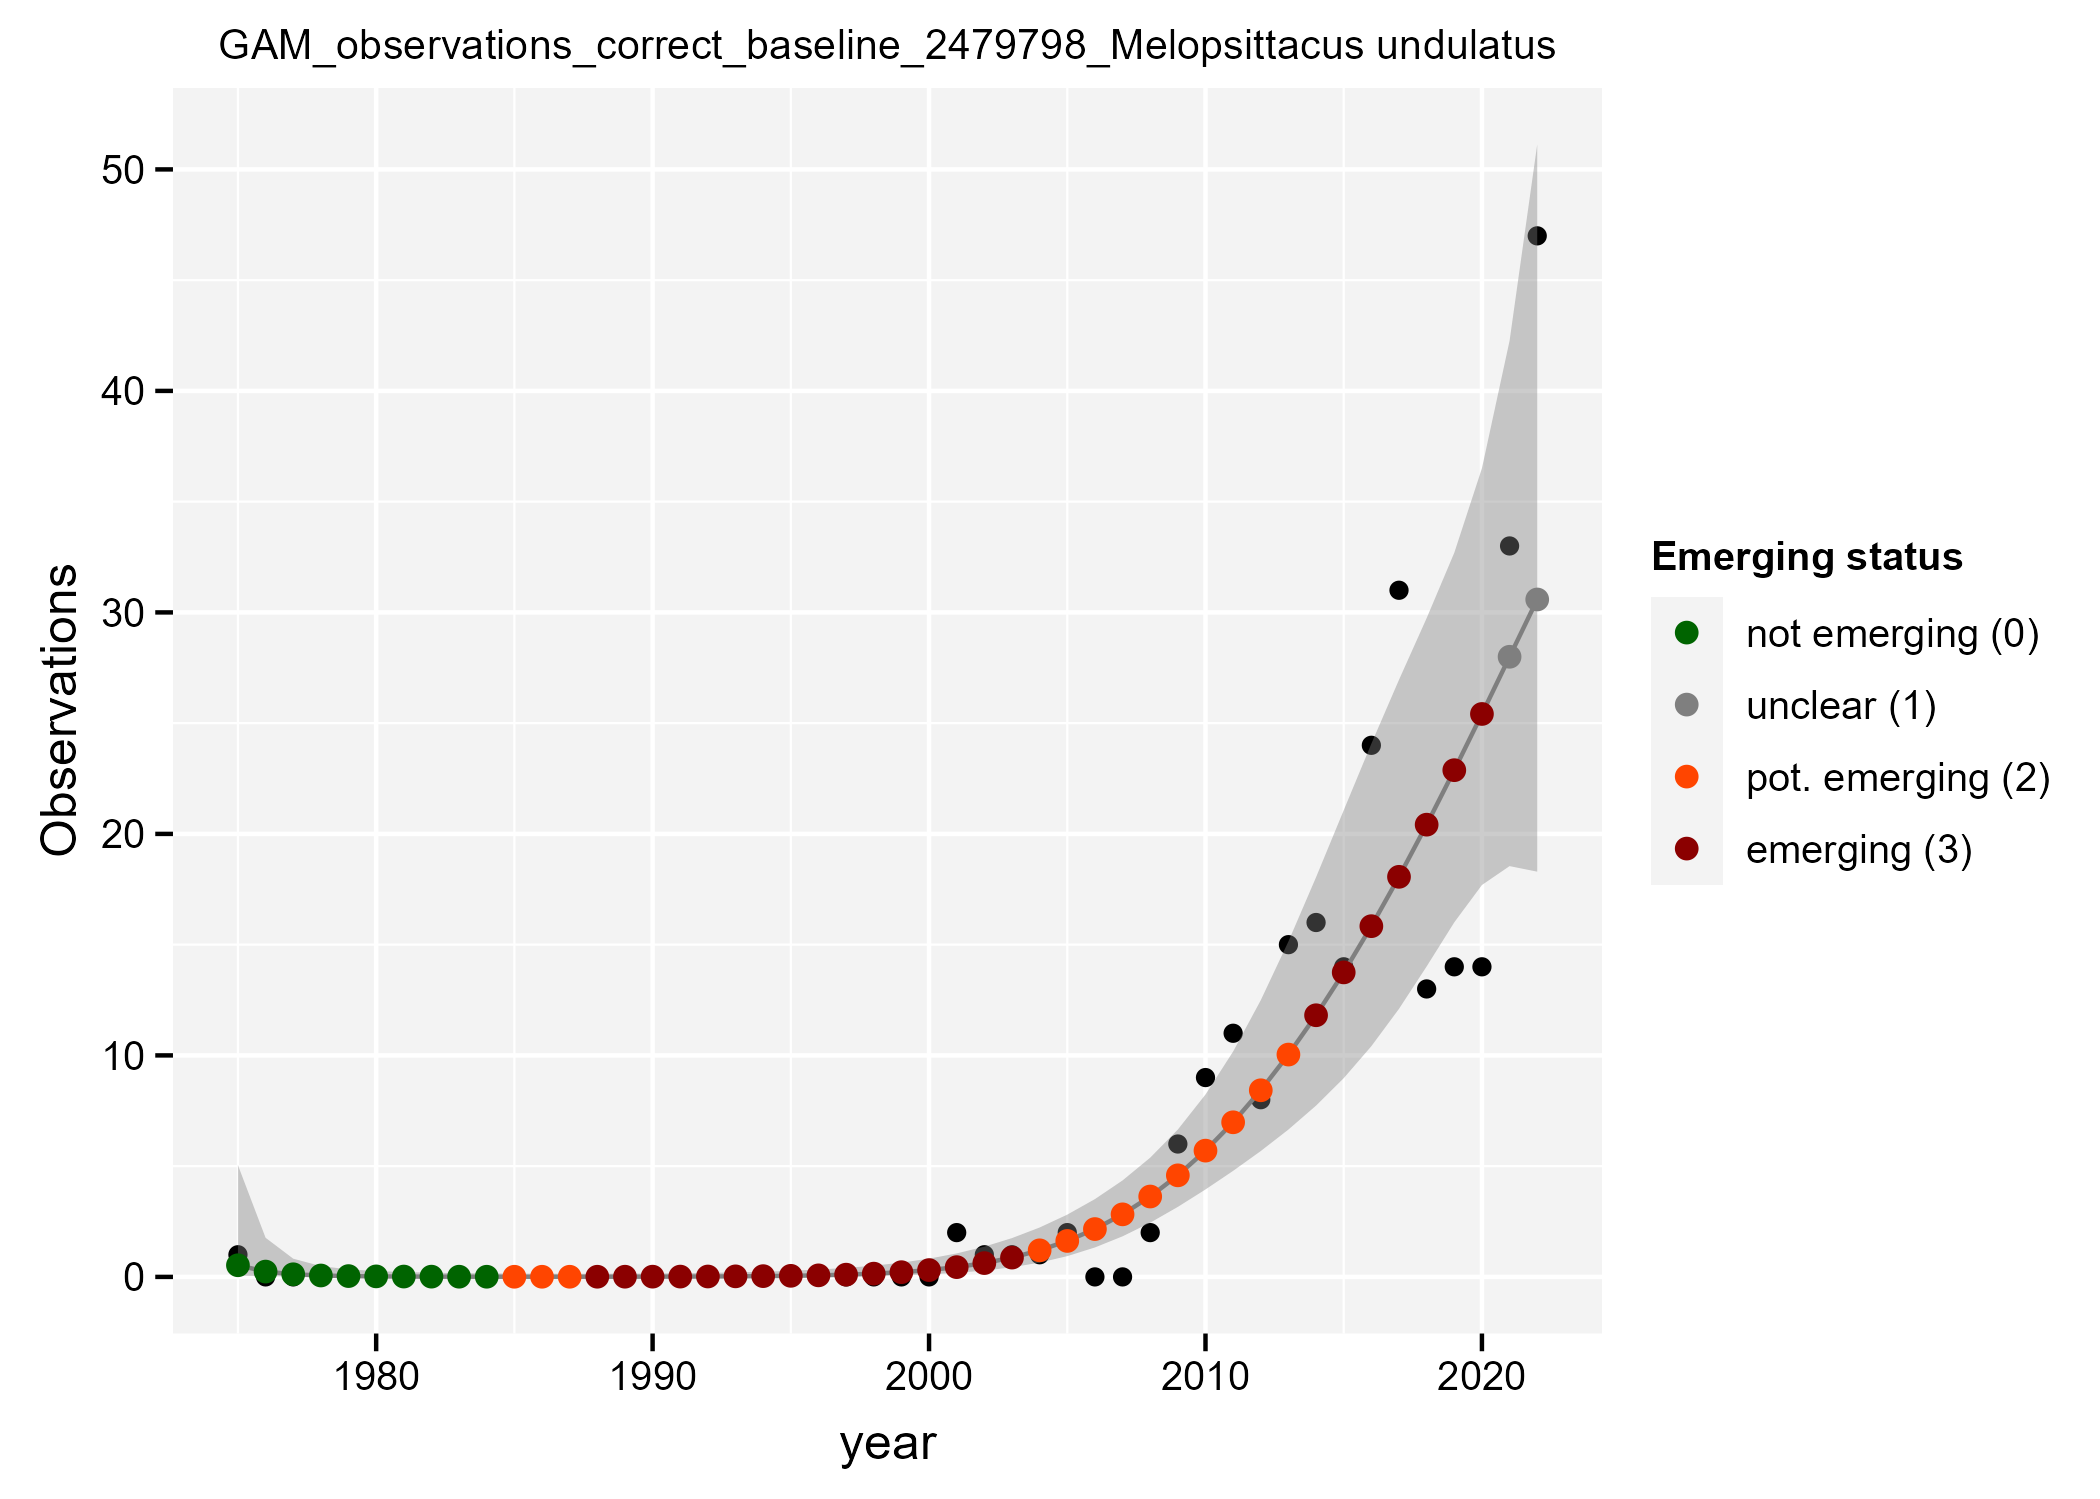 GAM_observations_correct_baseline_2479798_Melopsittacus undulatus
50
40
30
20
10
0
Observations
1980 1990 2000 2010 2020
year
Emerging status
not emerging (0)
unclear (1)
pot. emerging (2)
emerging (3)